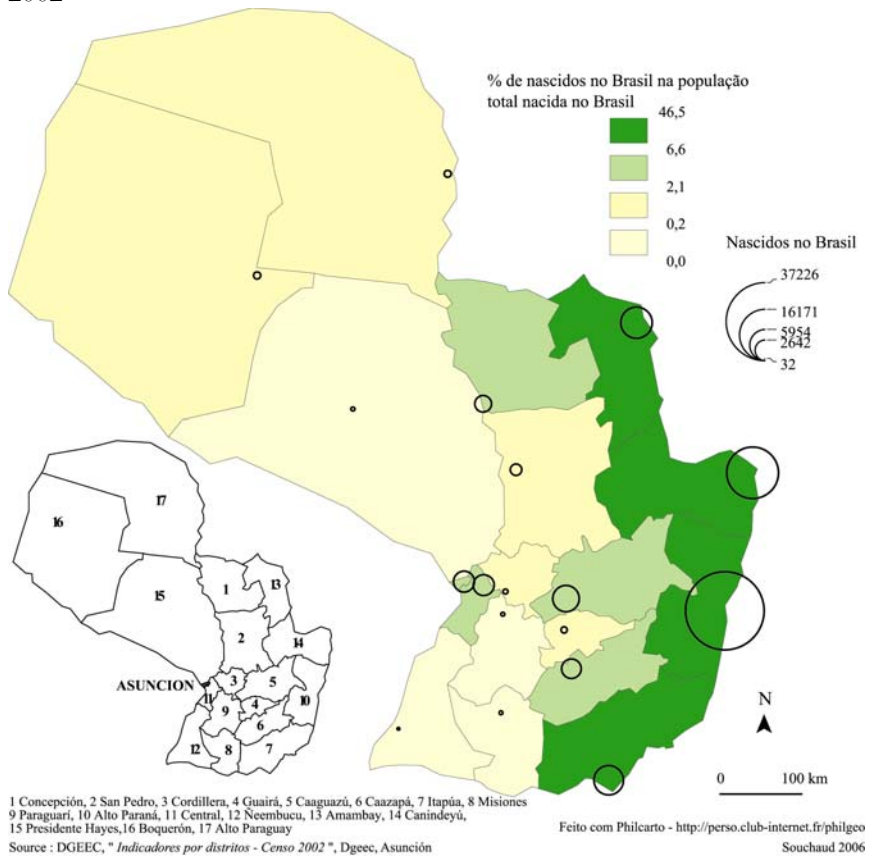 2002
% de nascidos no Brasil na população
total nacida no Brasil
46,5
6,6
2,1
0,2
0,0
Nascidos no Brasil
37226
16171
5954
2642
32
17
16
15
1
13
2
14
ASUNCION
3
5
11
4
10
9
6
12
8
7
N
0 100 km
1 Concepción, 2 San Pedro, 3 Cordillera, 4 Guairá, 5 Caaguazú, 6 Caazapá, 7 Itapúa, 8 Misiones
9 Paraguarí, 10 Alto Paraná, 11 Central, 12 Ñeembucu, 13 Amambay, 14 Canindeyú,
15 Presidente Hayes,16 Boquerón, 17 Alto Paraguay
Feito com Philcarto - http://perso.club-internet.fr/philgeo
Source : DGEEC, " Indicadores por distritos - Censo 2002 ", Dgeec, Asunción
Souchaud 2006